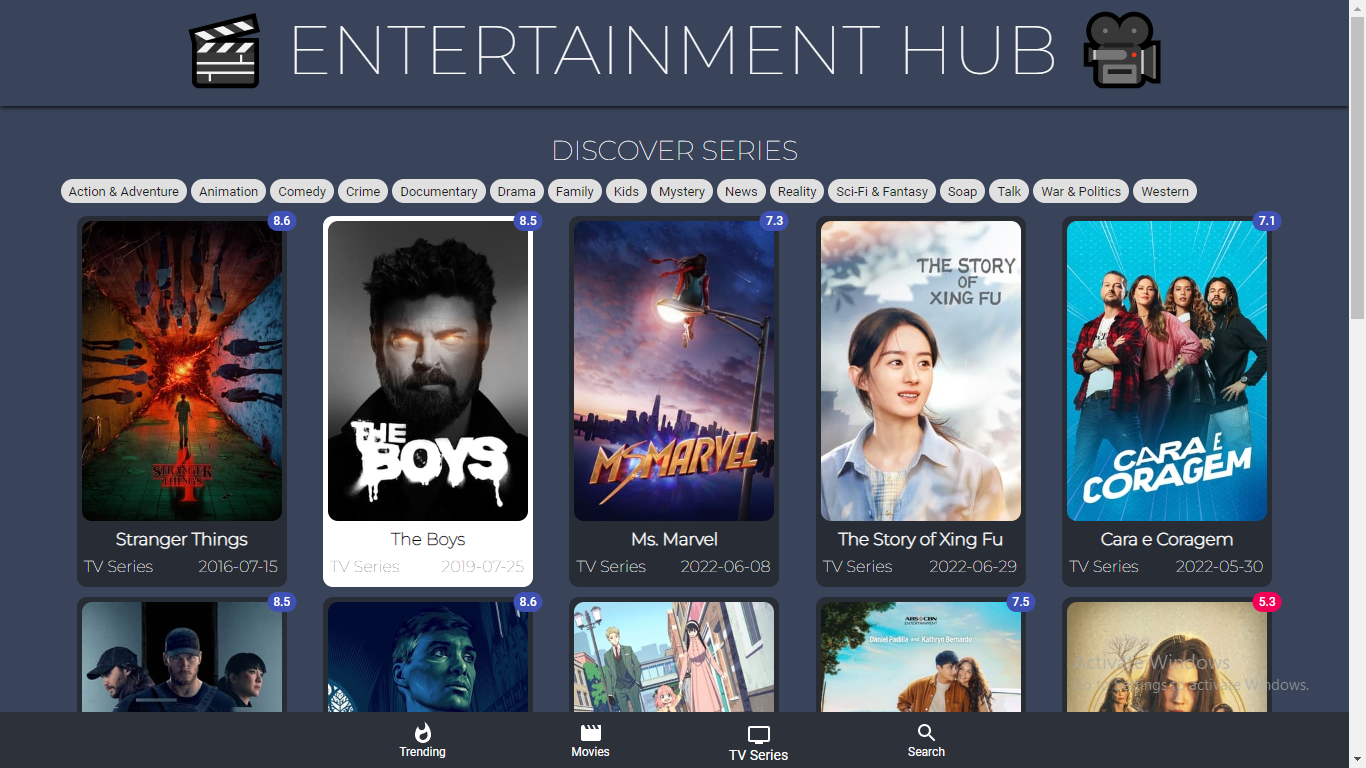 ENTERTAINMENT HUB
DISCOVER SERIES
Action & Adventure Animation Comedy Crime Documentary Drama Family Kids Mystery News Reality Sci-Fi & Fantasy Soap Talk War & Politics Western
8.6 8.5 7.3 7.1
STRANGER THINGS 4
THE BOYS
MS. MARVEL
THE STORY OF XING FU
CARA E CORAGEM
Stranger Things The Boys Ms. Marvel The Story of Xing Fu Cara e Coragem
TV Series 2016-07-15 TV Series 2019-07-25 TV Series 2022-06-08 TV Series 2022-06-29 TV Series 2022-05-30
8.5 8.6 7.5 5.3
ABS-CBN
ENTERTAINMENT
Daniel Padilla and Kathryn Bernardo
Activate Windows
Go to Settings to activate Windows.
Trending Movies TV Series Search